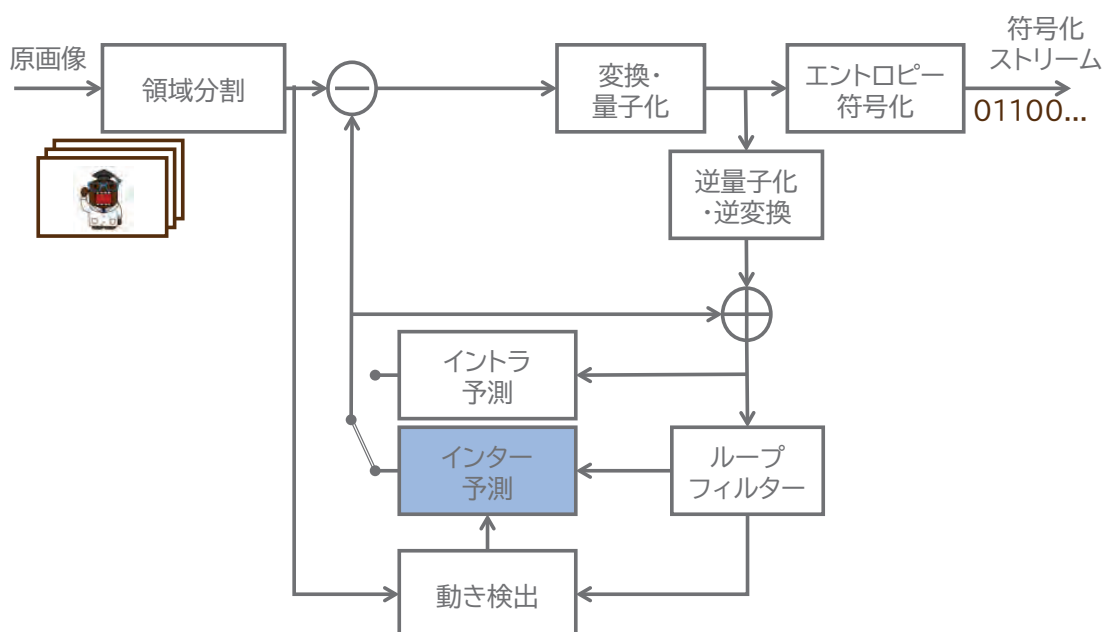 原画像
領域分割
変換・
量子化
エントロピー
符号化
符号化
ストリーム
01100...
逆量子化
・逆変換
イントラ
予測
インター
予測
ループ
フィルター
動き検出